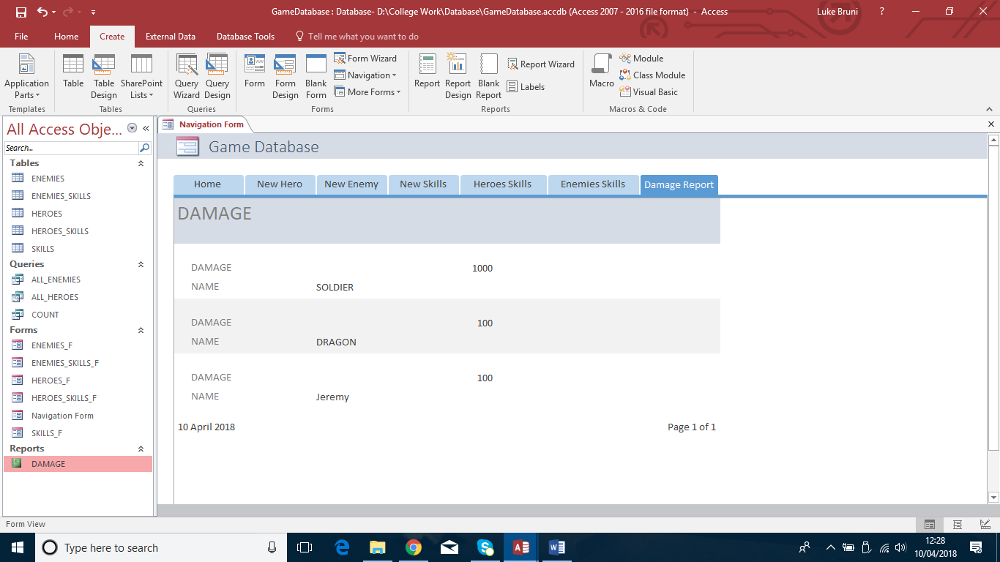 GameDatabase : Database- D:\College Work\Database\GameDatabase.accdb (Access 2007 - 2016 file format) - Access
Luke Bruni
?
File
Home
Create
External Data
Database Tools
Tell me what you want to do
Application Parts
Table
Table Design
SharePoint Lists
Query Wizard
Query Design
Form
Form Design
Blank Form
Form Wizard
Navigation
More Forms
Report
Report Design
Blank Report
Report Wizard
Labels
Macro
Module
Class Module
Visual Basic
Templates
Tables
Queries
Forms
Reports
Macros & Code
All Access Obje...
Search...
Tables
ENEMIES
ENEMIES_SKILLS
HEROES
HEROES_SKILLS
SKILLS
Queries
ALL_ENEMIES
ALL_HEROES
COUNT
Forms
ENEMIES_F
ENEMIES_SKILLS_F
HEROES_F
HEROES_SKILLS_F
Navigation Form
SKILLS_F
Reports
DAMAGE
Navigation Form
Game Database
Home
New Hero
New Enemy
New Skills
Heroes Skills
Enemies Skills
Damage Report
DAMAGE
DAMAGE 1000
NAME SOLDIER
DAMAGE 100
NAME DRAGON
DAMAGE 100
NAME Jeremy
10 April 2018 Page 1 of 1
Form View
Type here to search
12:28
10/04/2018